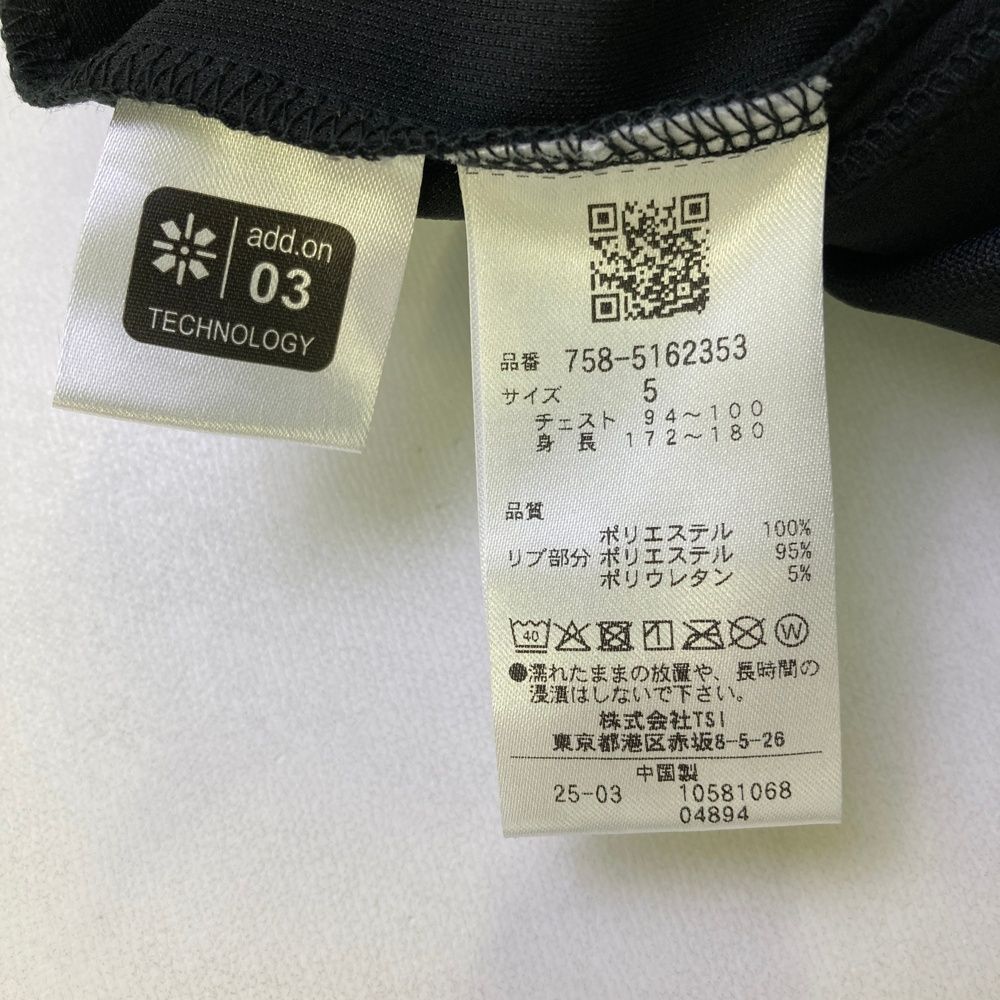 add.on
03
TECHNOLOGY
品番 758-5162353
サイズ 5
チェスト 94～100
身長 172～180
品質
ポリエステル 100%
リブ部分 ポリエステル 95%
ポリウレタン 5%
40
W
●濡れたままの放置や、長時間の
浸漬はしないで下さい。
株式会社TSI
東京都港区赤坂8-5-26
中国製
25-03 10581068
04894